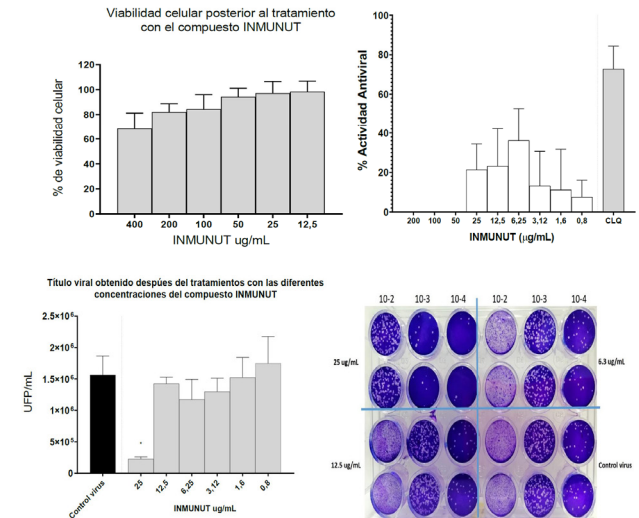 Viabilidad celular posterior al tratamiento
con el compuesto INMUNUT
% de viabilidad celular
120
100
80
60
40
20
0
400 200 100 50 25 12,5
INMUNUT ug/mL
% Actividad Antiviral
100
80
60
40
20
0
200 100 50 25 12,5 6,25 3,12 1,6 0,8 CLQ
INMUNUT (µg/mL)
Título viral obtenido despúes del tratamientos con las diferentes
concentraciones del compuesto INMUNUT
UFP/mL
2.5×10⁶
2.0×10⁶
1.5×10⁶
1×10⁶
5×10⁵
0
*
Control virus 25 12,5 6,25 3,12 1,6 0,8
INMUNUT ug/mL
10-2 10-3 10-4 10-2 10-3 10-4
25 ug/mL
6.3 ug/mL
12.5 ug/mL
Control virus